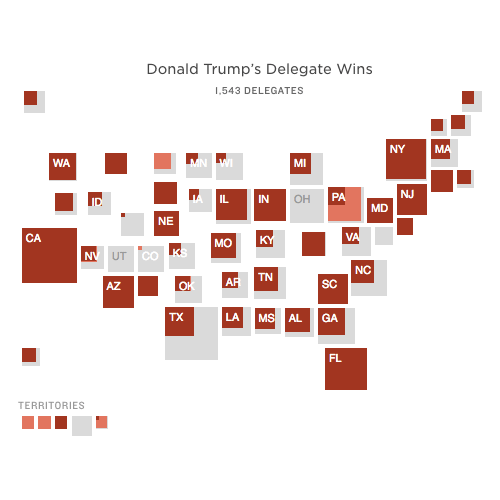 Donald Trump's Delegate Wins
1,543 DELEGATES
WA
MN
WI
MI
NY
MA
ID
IA
IL
IN
OH
PA
MD
NJ
NE
CA
NV
UT
CO
KS
MO
KY
VA
AZ
OK
AR
TN
SC
NC
TX
LA
MS
AL
GA
FL
TERRITORIES